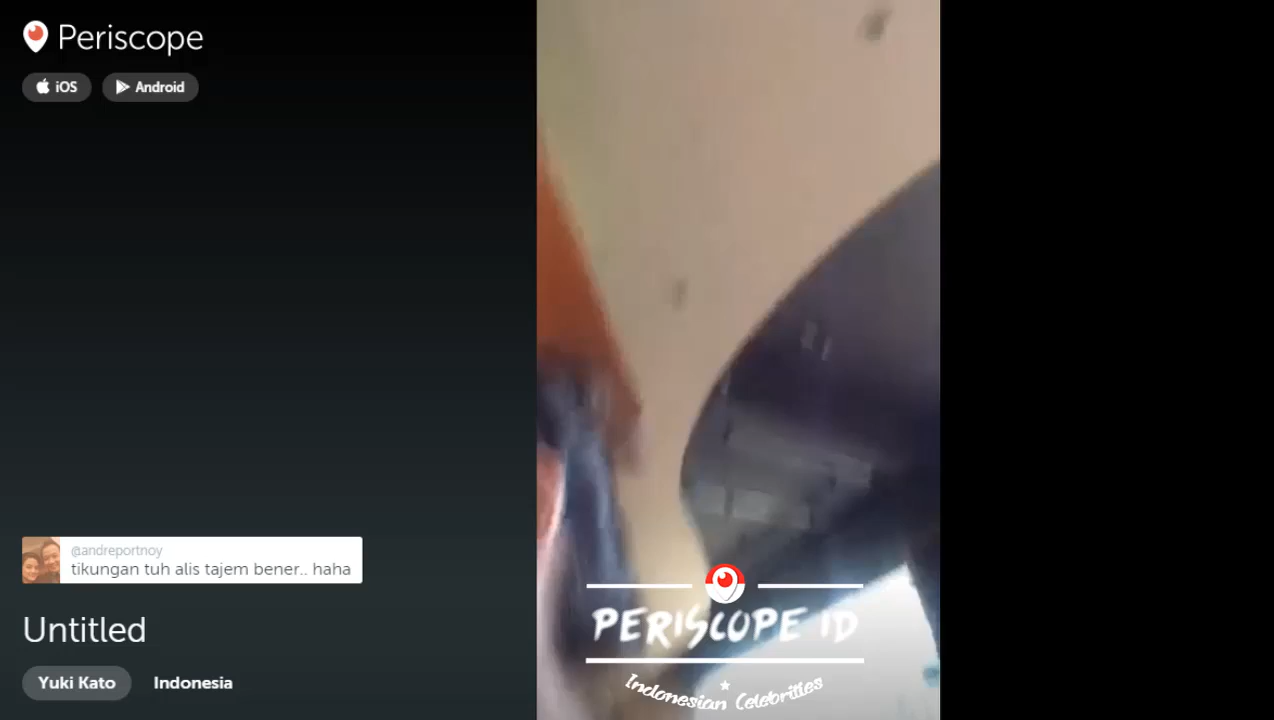 Periscope
iOS Android
@andreportnoy
tikungan tuh alis tajem bener.. haha
Untitled
Yuki Kato Indonesia
PERISCOPE ID
Indonesian Celebrities